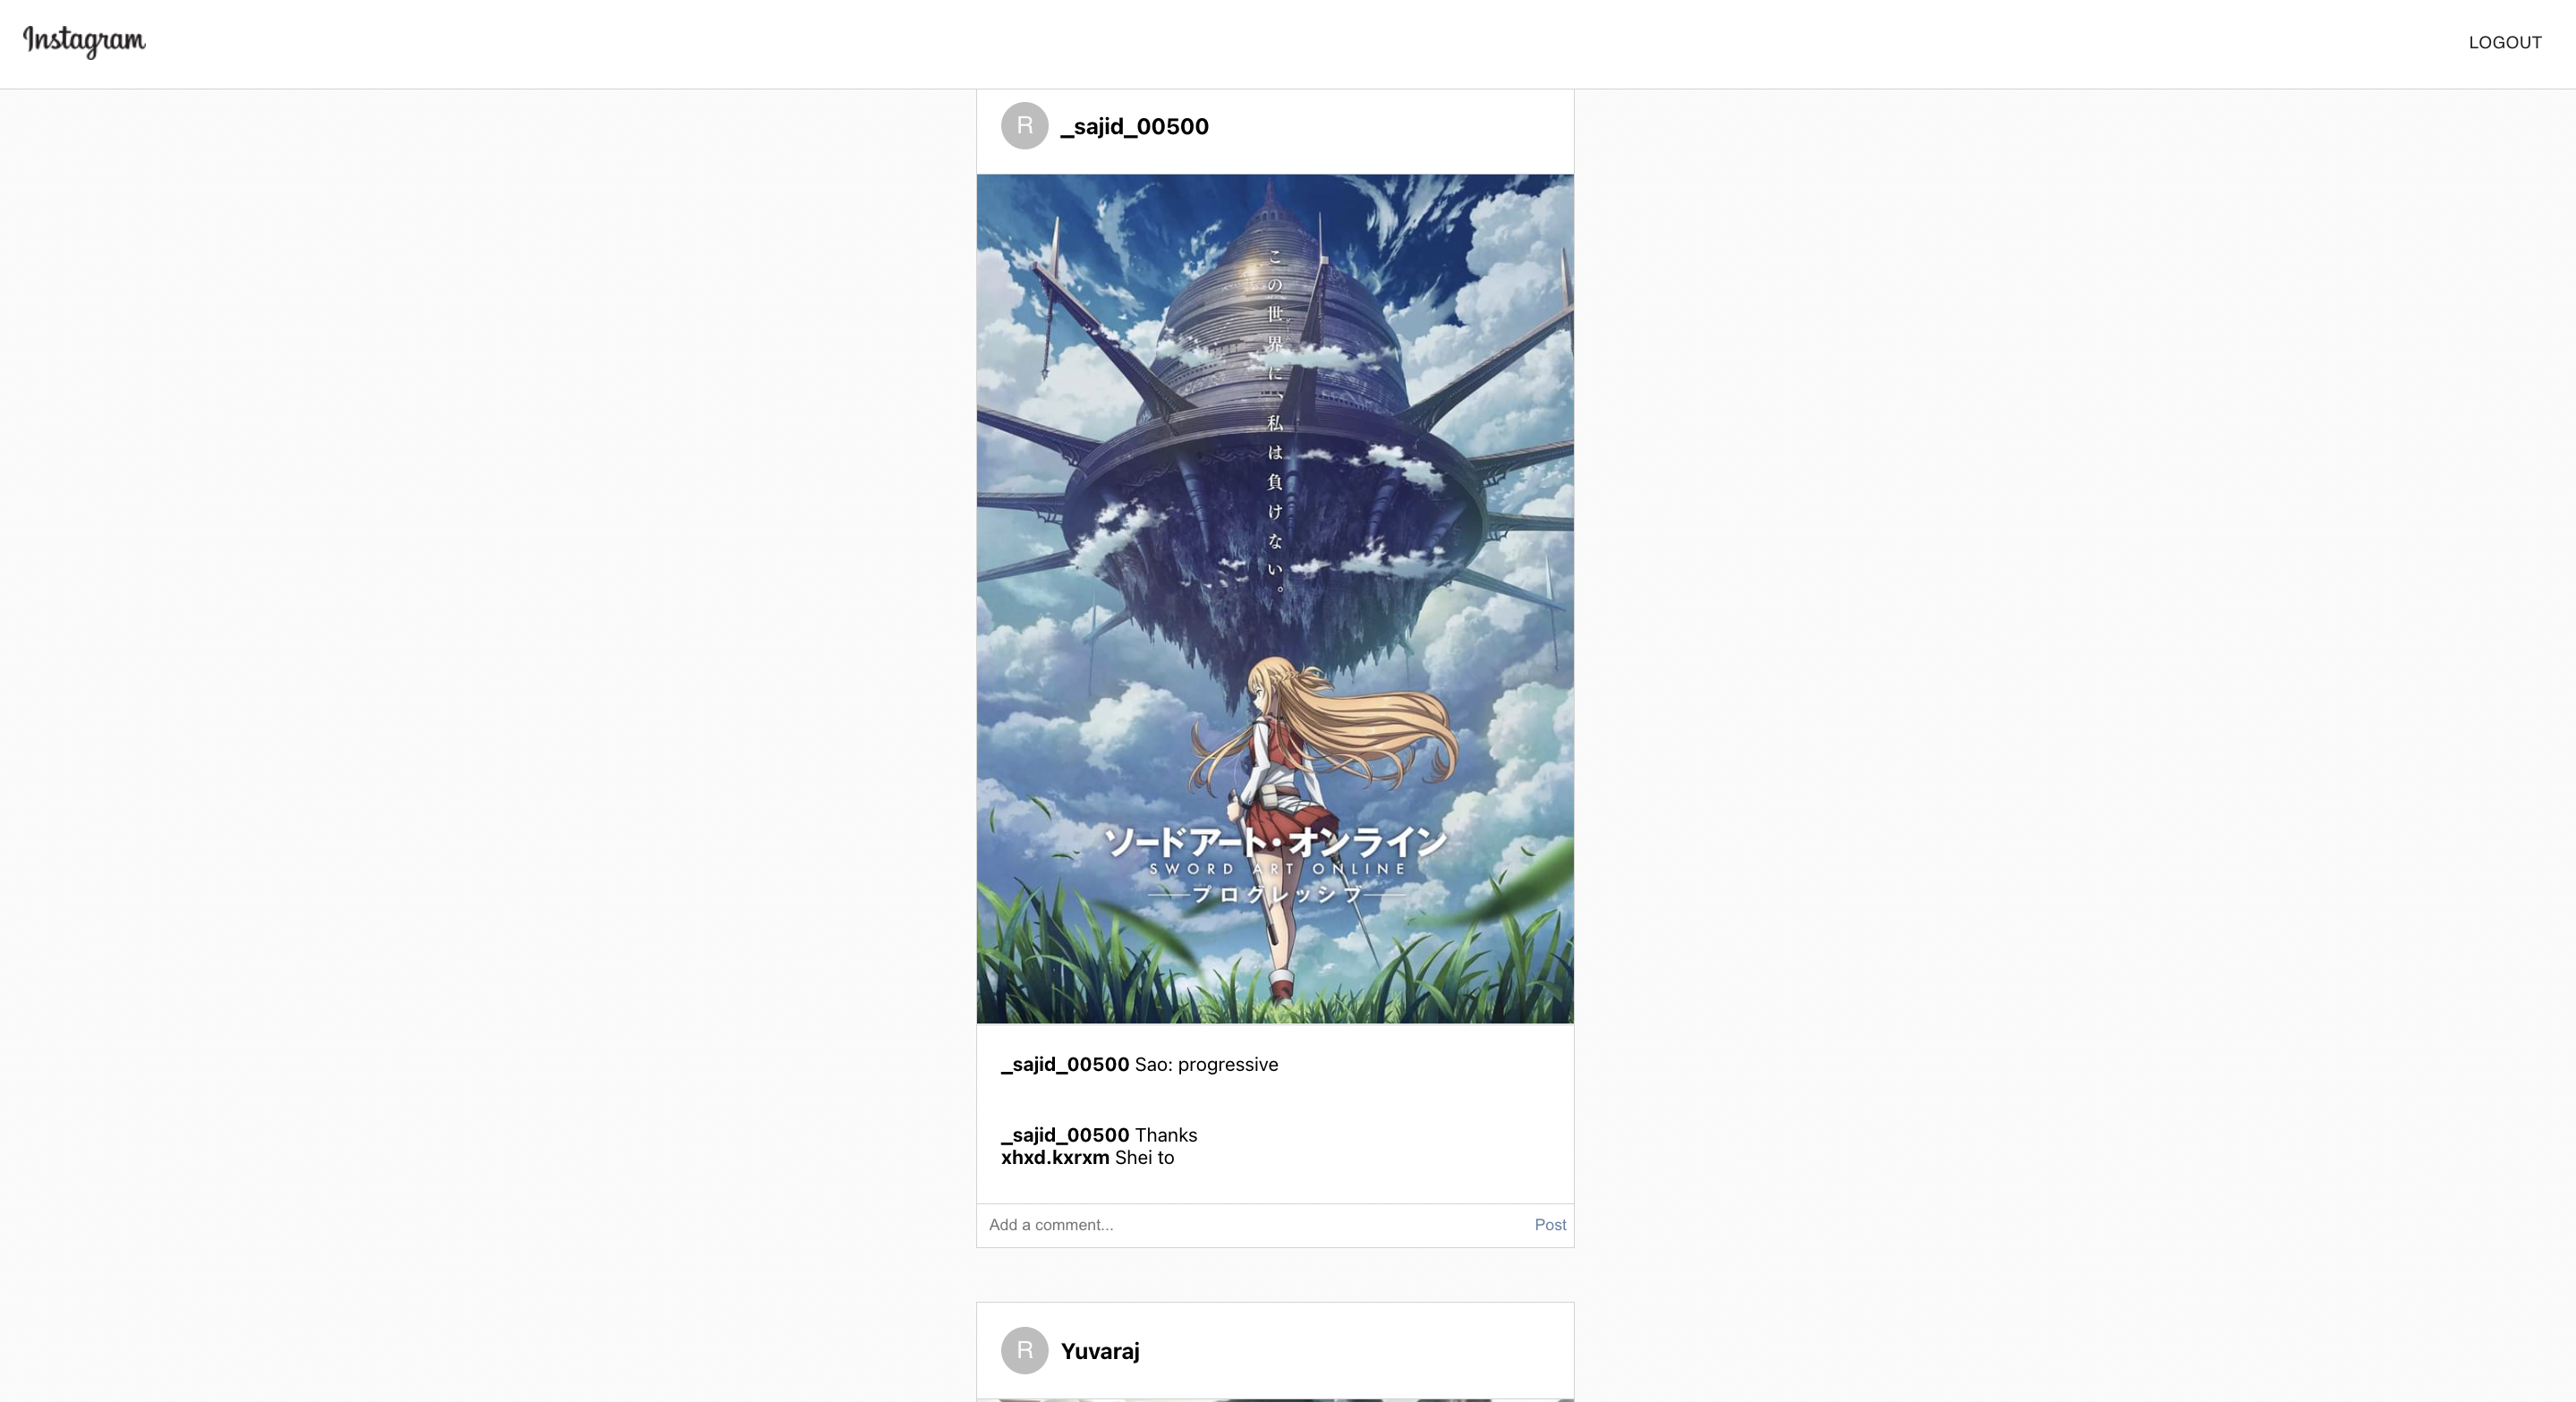 Instagram
LOGOUT
R
_sajid_00500
この世界に、私は負けない。
ソードアート・オンライン
SWORD ART ONLINE
プログレッシブ
_sajid_00500 Sao: progressive
_sajid_00500 Thanks
xhxd.kxrxm Shei to
Add a comment...
Post
R
Yuvaraj